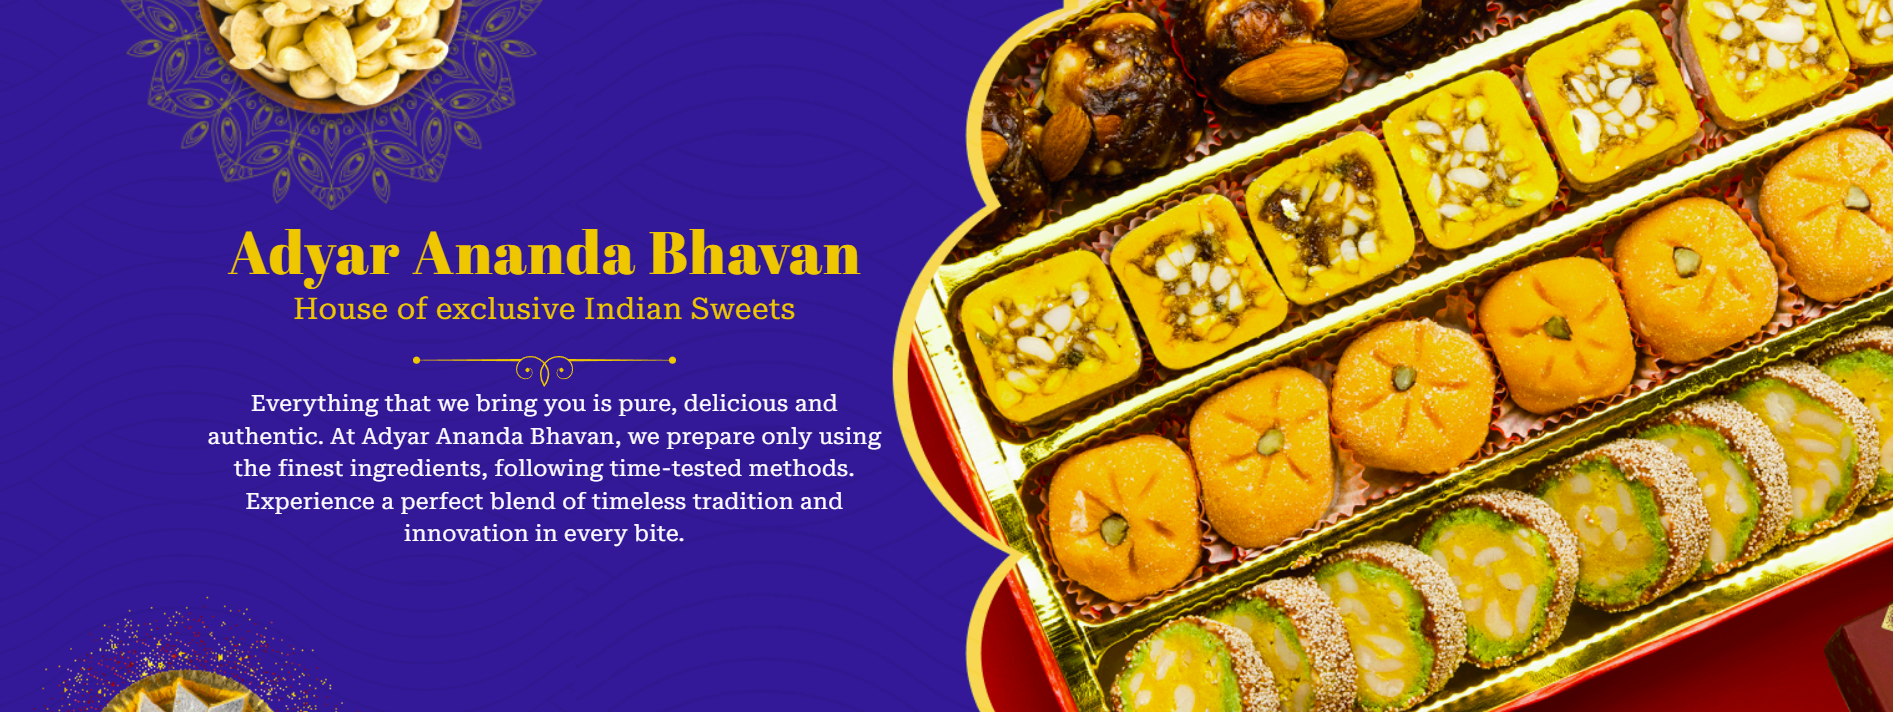 Adyar Ananda Bhavan
House of exclusive Indian Sweets
Everything that we bring you is pure, delicious and
authentic. At Adyar Ananda Bhavan, we prepare only using
the finest ingredients, following time-tested methods.
Experience a perfect blend of timeless tradition and
innovation in every bite.